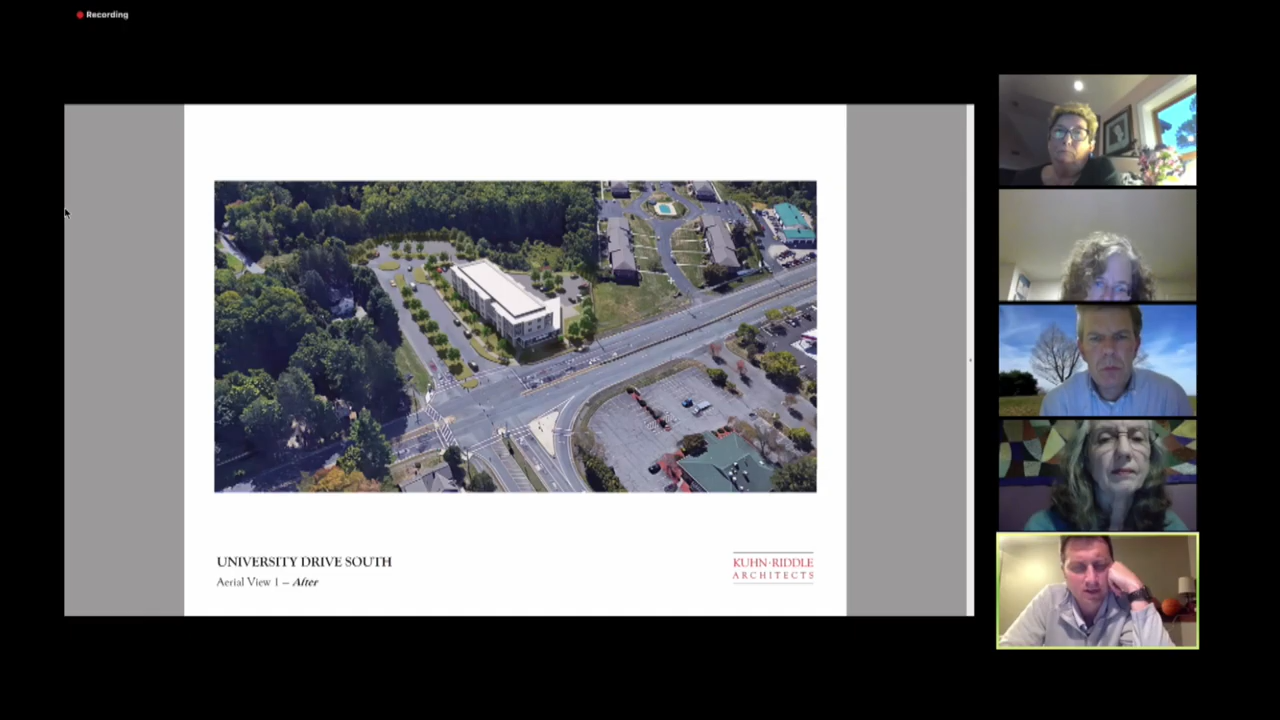 Recording
UNIVERSITY DRIVE SOUTH
Aerial View 1 – After
KUHN•RIDDLE
ARCHITECTS